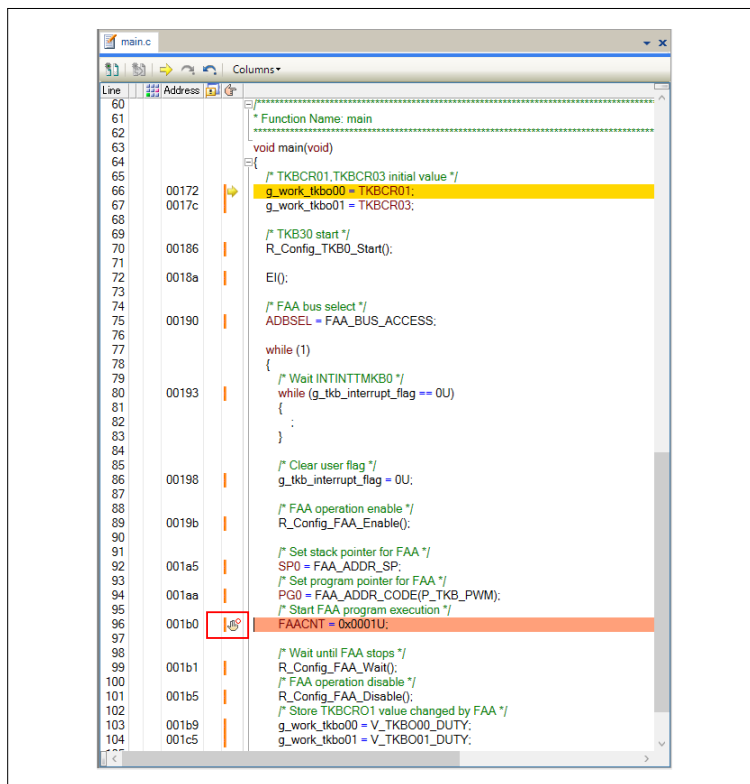 main.c
Columns
Line Address
60 /******************************************************************************************
61 * Function Name: main
62 ******************************************************************************************
63 void main(void)
64 {
65 /* TKBCR01,TKBCR03 initial value */
66 00172 g_work_tkbo00 = TKBCR01;
67 0017c g_work_tkbo01 = TKBCR03;
68
69 /* TKB30 start */
70 00186 R_Config_TKB0_Start();
71
72 0018a EI();
73
74 /* FAA bus select */
75 00190 ADBSEL = FAA_BUS_ACCESS;
76
77 while (1)
78 {
79 /* Wait INTINTTMKB0 */
80 00193 while (g_tkb_interrupt_flag == 0U)
81 {
82 ;
83 }
84
85 /* Clear user flag */
86 00198 g_tkb_interrupt_flag = 0U;
87
88 /* FAA operation enable */
89 0019b R_Config_FAA_Enable();
90
91 /* Set stack pointer for FAA */
92 001a5 SP0 = FAA_ADDR_SP;
93 /* Set program pointer for FAA */
94 001aa PG0 = FAA_ADDR_CODE(P_TKB_PWM);
95 /* Start FAA program execution */
96 001b0 FAACNT = 0x0001U;
97
98 /* Wait until FAA stops */
99 001b1 R_Config_FAA_Wait();
100 /* FAA operation disable */
101 001b5 R_Config_FAA_Disable();
102 /* Store TKBCRO1 value changed by FAA */
103 001b9 g_work_tkbo00 = V_TKBO00_DUTY;
104 001c5 g_work_tkbo01 = V_TKBO01_DUTY;